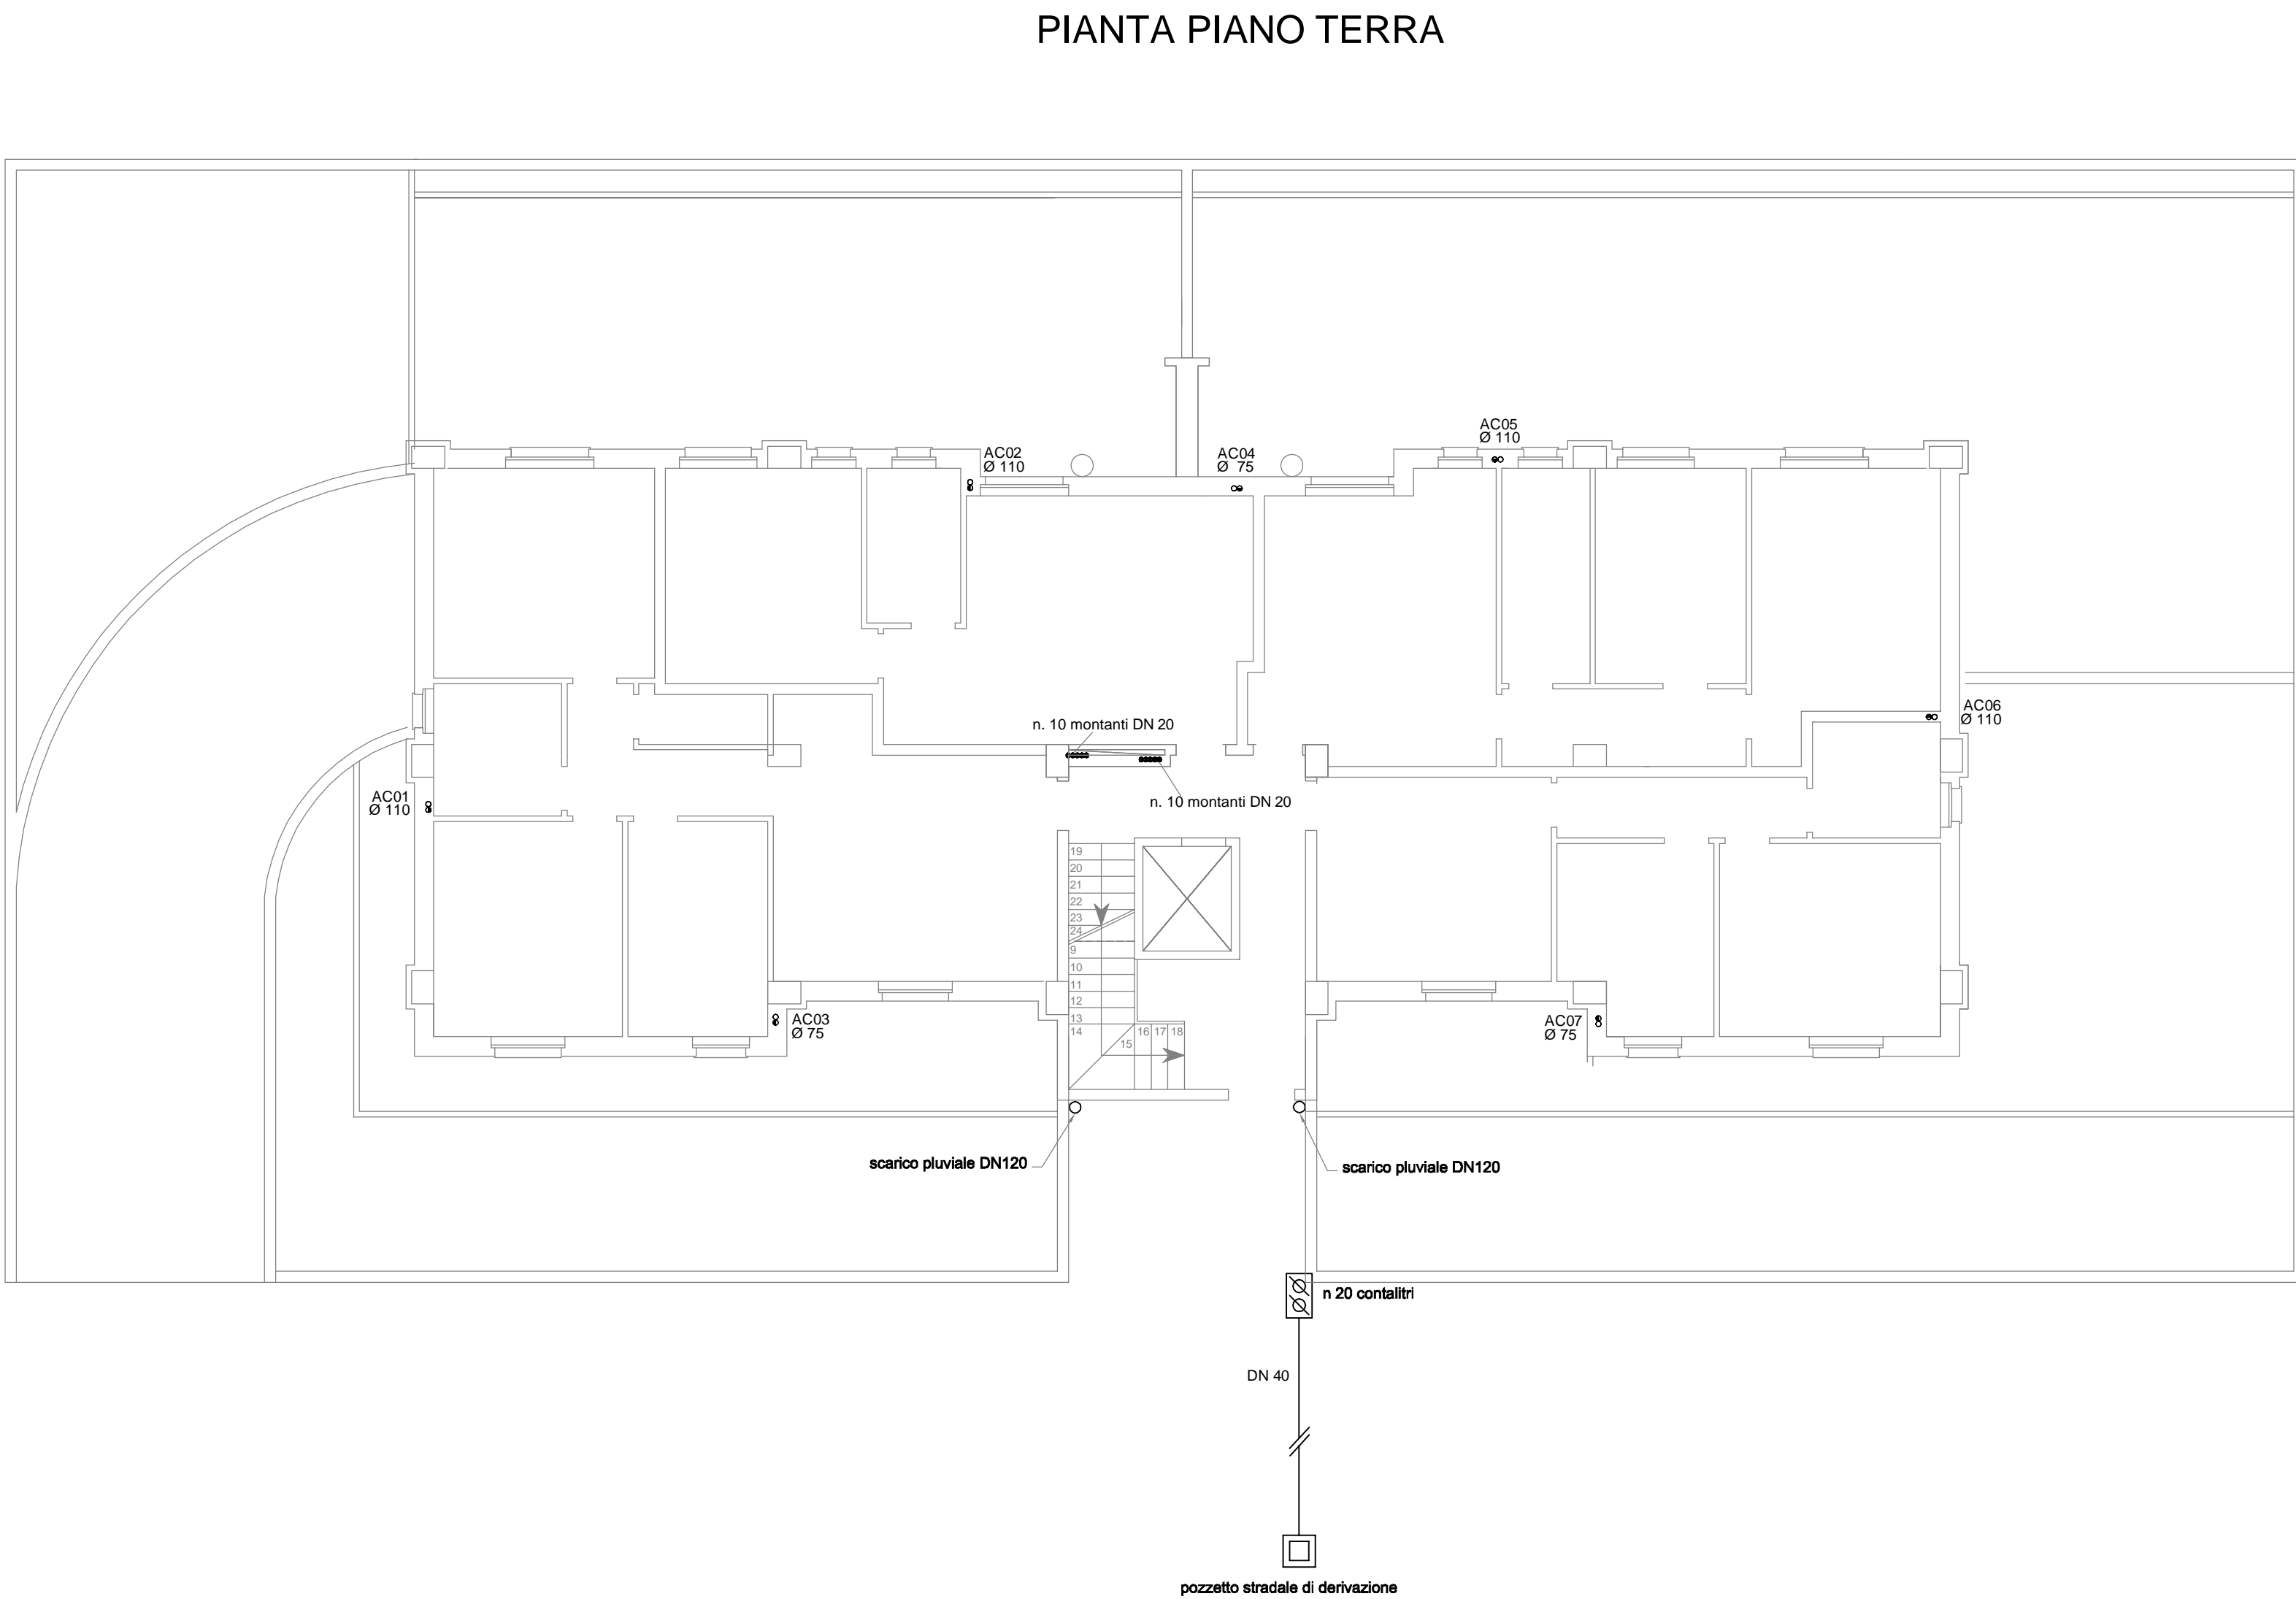 PIANTA PIANO TERRA
AC05
Ø 110
AC02
Ø 110
AC04
Ø 75
AC06
Ø 110
n. 10 montanti DN 20
AC01
Ø 110
n. 10 montanti DN 20
19
20
21
22
23
24
9
10
11
12
13
14
15
16
17
18
AC03
Ø 75
AC07
Ø 75
scarico pluviale DN120
scarico pluviale DN120
n 20 contalitri
DN 40
pozzetto stradale di derivazione